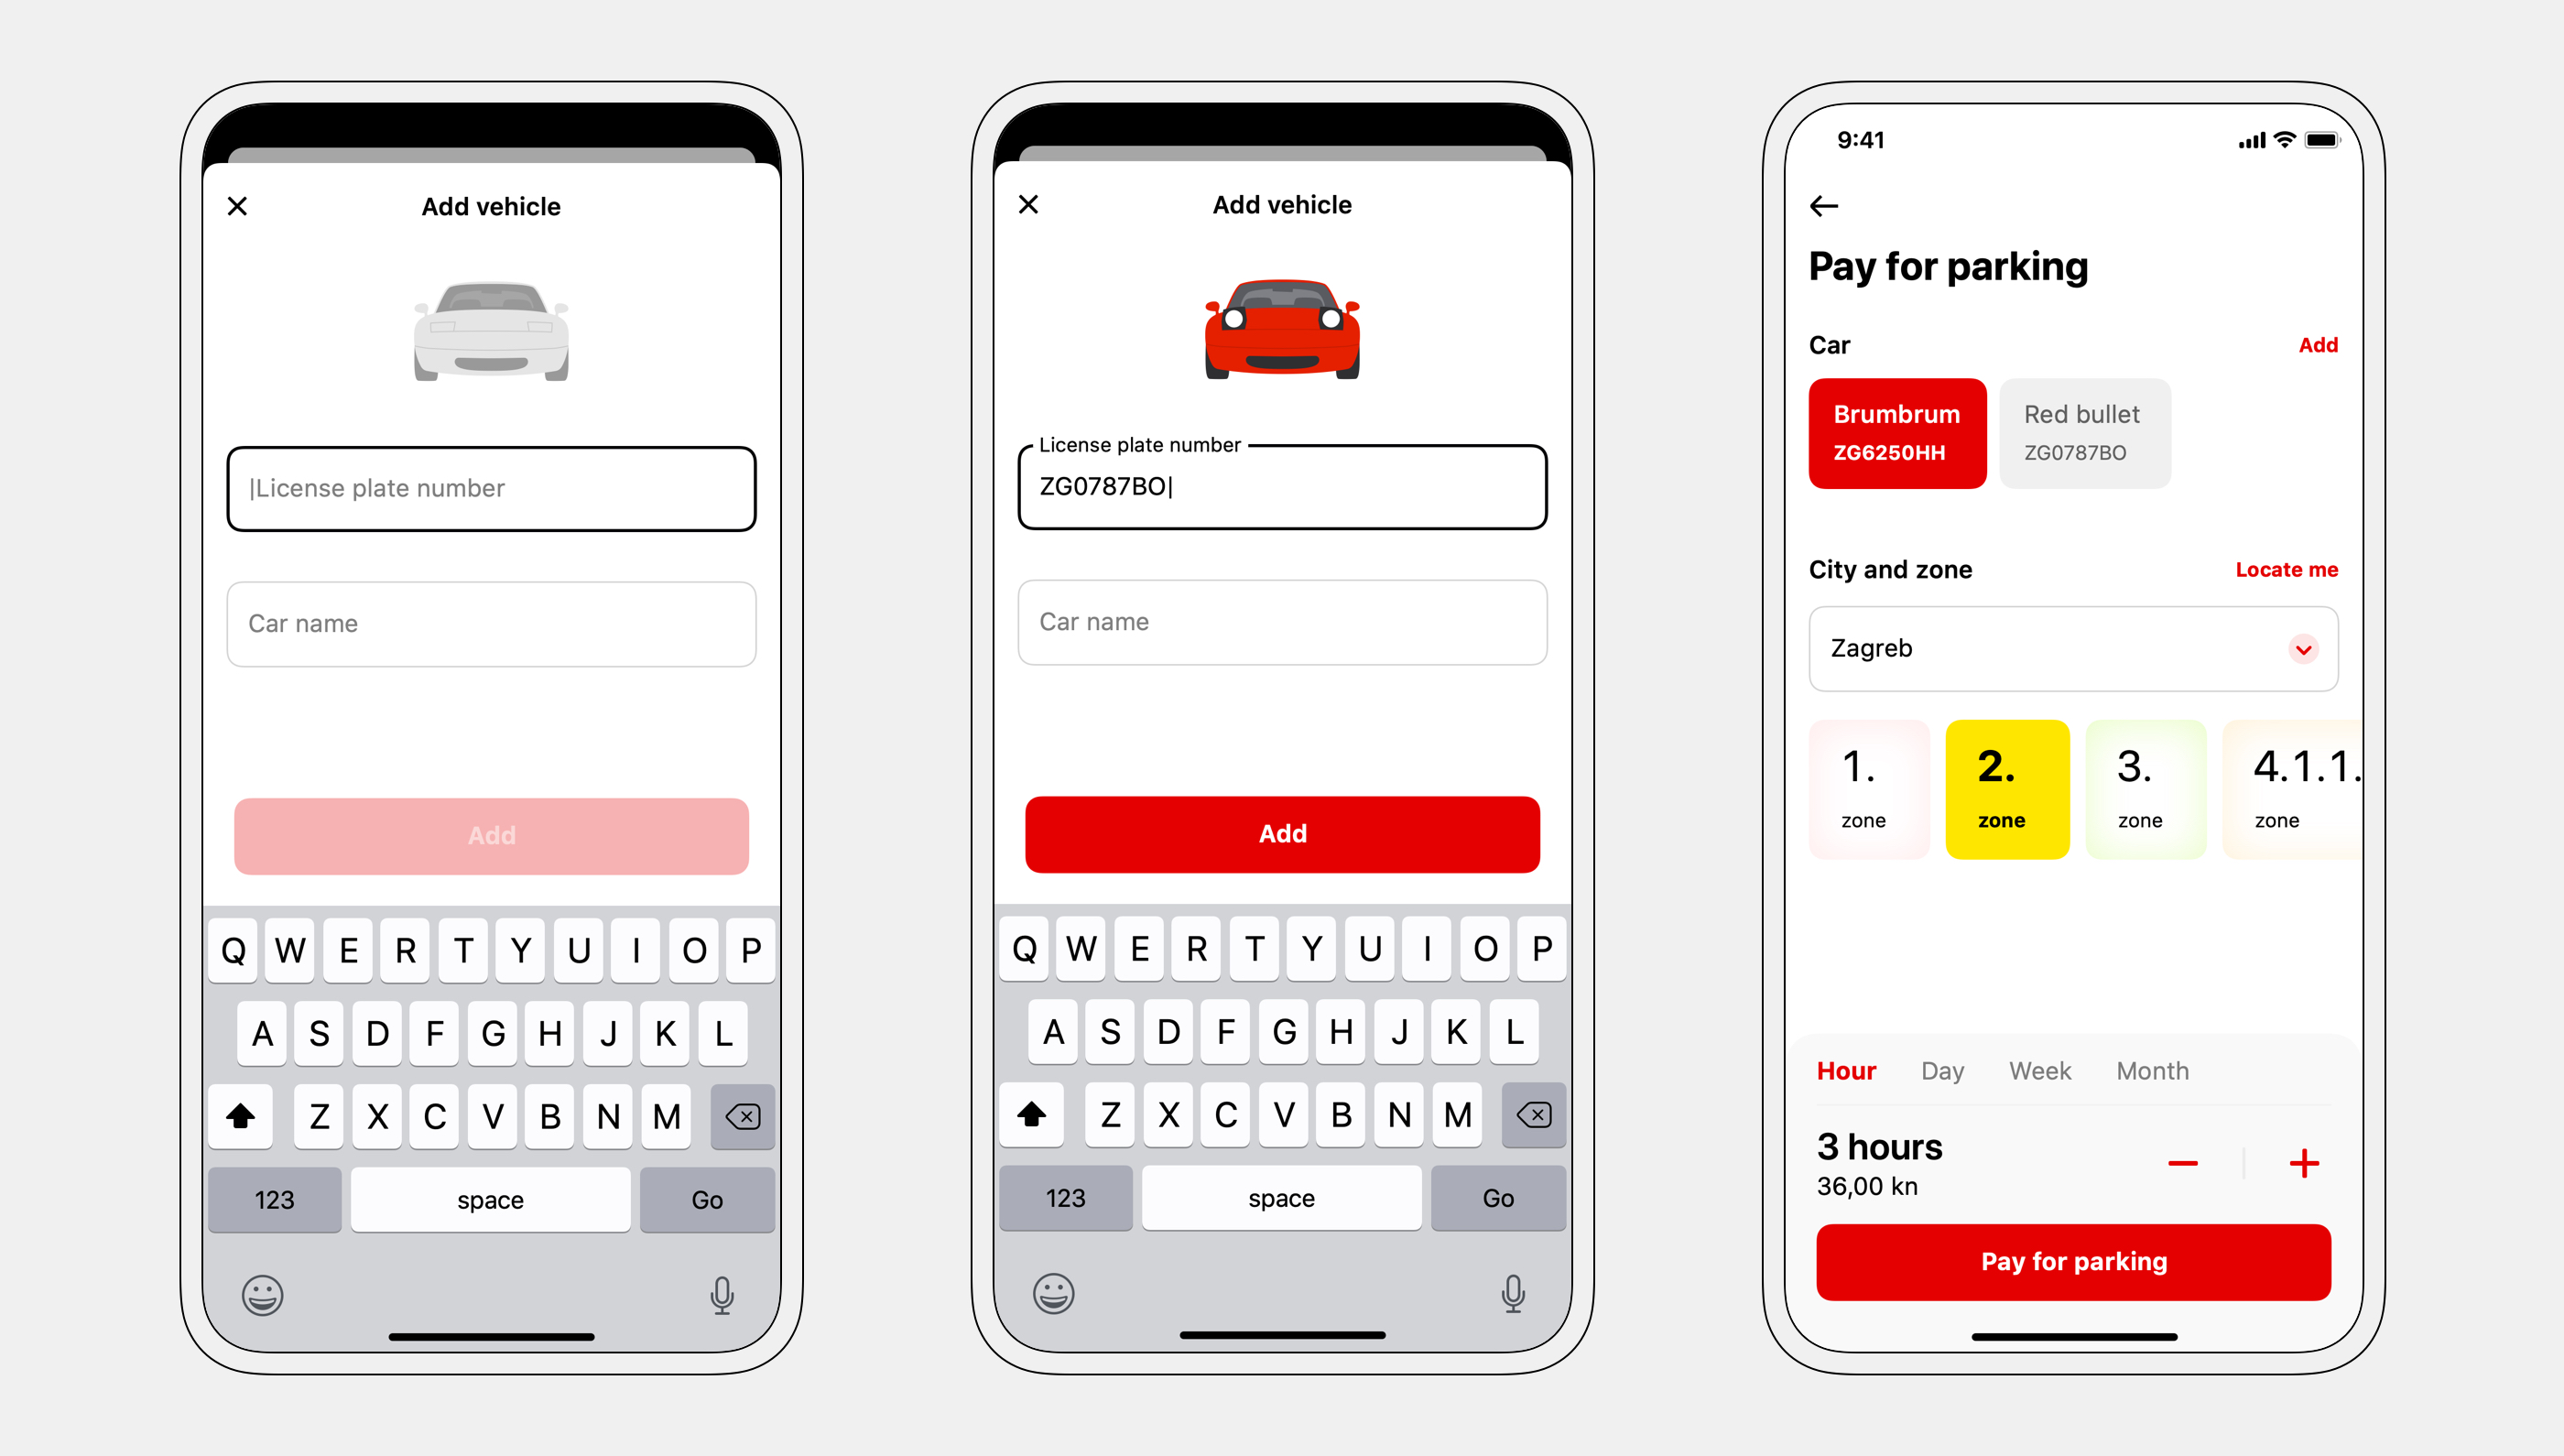 Add vehicle
License plate number
Car name
Add
Q W E R T Y U I O P
A S D F G H J K L
Z X C V B N M
123 space Go
Add vehicle
License plate number
ZG0787BO
Car name
Add
Q W E R T Y U I O P
A S D F G H J K L
Z X C V B N M
123 space Go
9:41
Pay for parking
Car Add
Brumbrum Red bullet
ZG6250HH ZG0787BO
City and zone Locate me
Zagreb
1. 2. 3. 4.1.1.
zone zone zone zone
Hour Day Week Month
3 hours
36,00 kn
Pay for parking